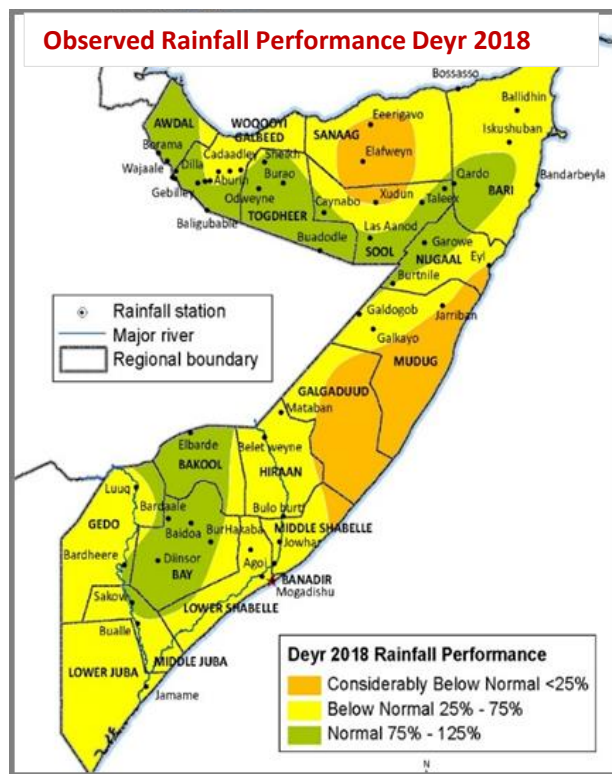 Observed Rainfall Performance Deyr 2018
Bossasso
Ballidhin
AWDAL
WOQOOYI
GALBEED
SANAAG
Eeerigavo
Iskushuban
Borama
Cadaadley
Sheikh
Elafweyn
Wajaale
Dilla
Burao
Qardo
Bandarbeyla
Gebilley
Aburin
Odweyne
Xudun
Taleex
BARI
Baligubable
TOGDHEER
Caynabo
Las Aanod
Buadodle
SOOL
Garowe
NUGAAL
Eyl
Burtnile
Rainfall station
Major river
Regional boundary
Galdogob
Jarriban
Galkayo
MUDUG
GALGADUUD
Mataban
Elbarde
Belet weyne
BAKOOL
HIRAAN
Luuq
Bardaale
Bulo burti
GEDO
Baidoa
BurHakaba
MIDDLE SHABELLE
Jowhar
Bardheere
Diinsor
Agoi
BAY
BANADIR
Mogadishu
Sakow
LOWER SHABELLE
Bualle
LOWER JUBA
MIDDLE JUBA
Jamame
Deyr 2018 Rainfall Performance
Considerably Below Normal <25%
Below Normal 25% - 75%
Normal 75% - 125%
N